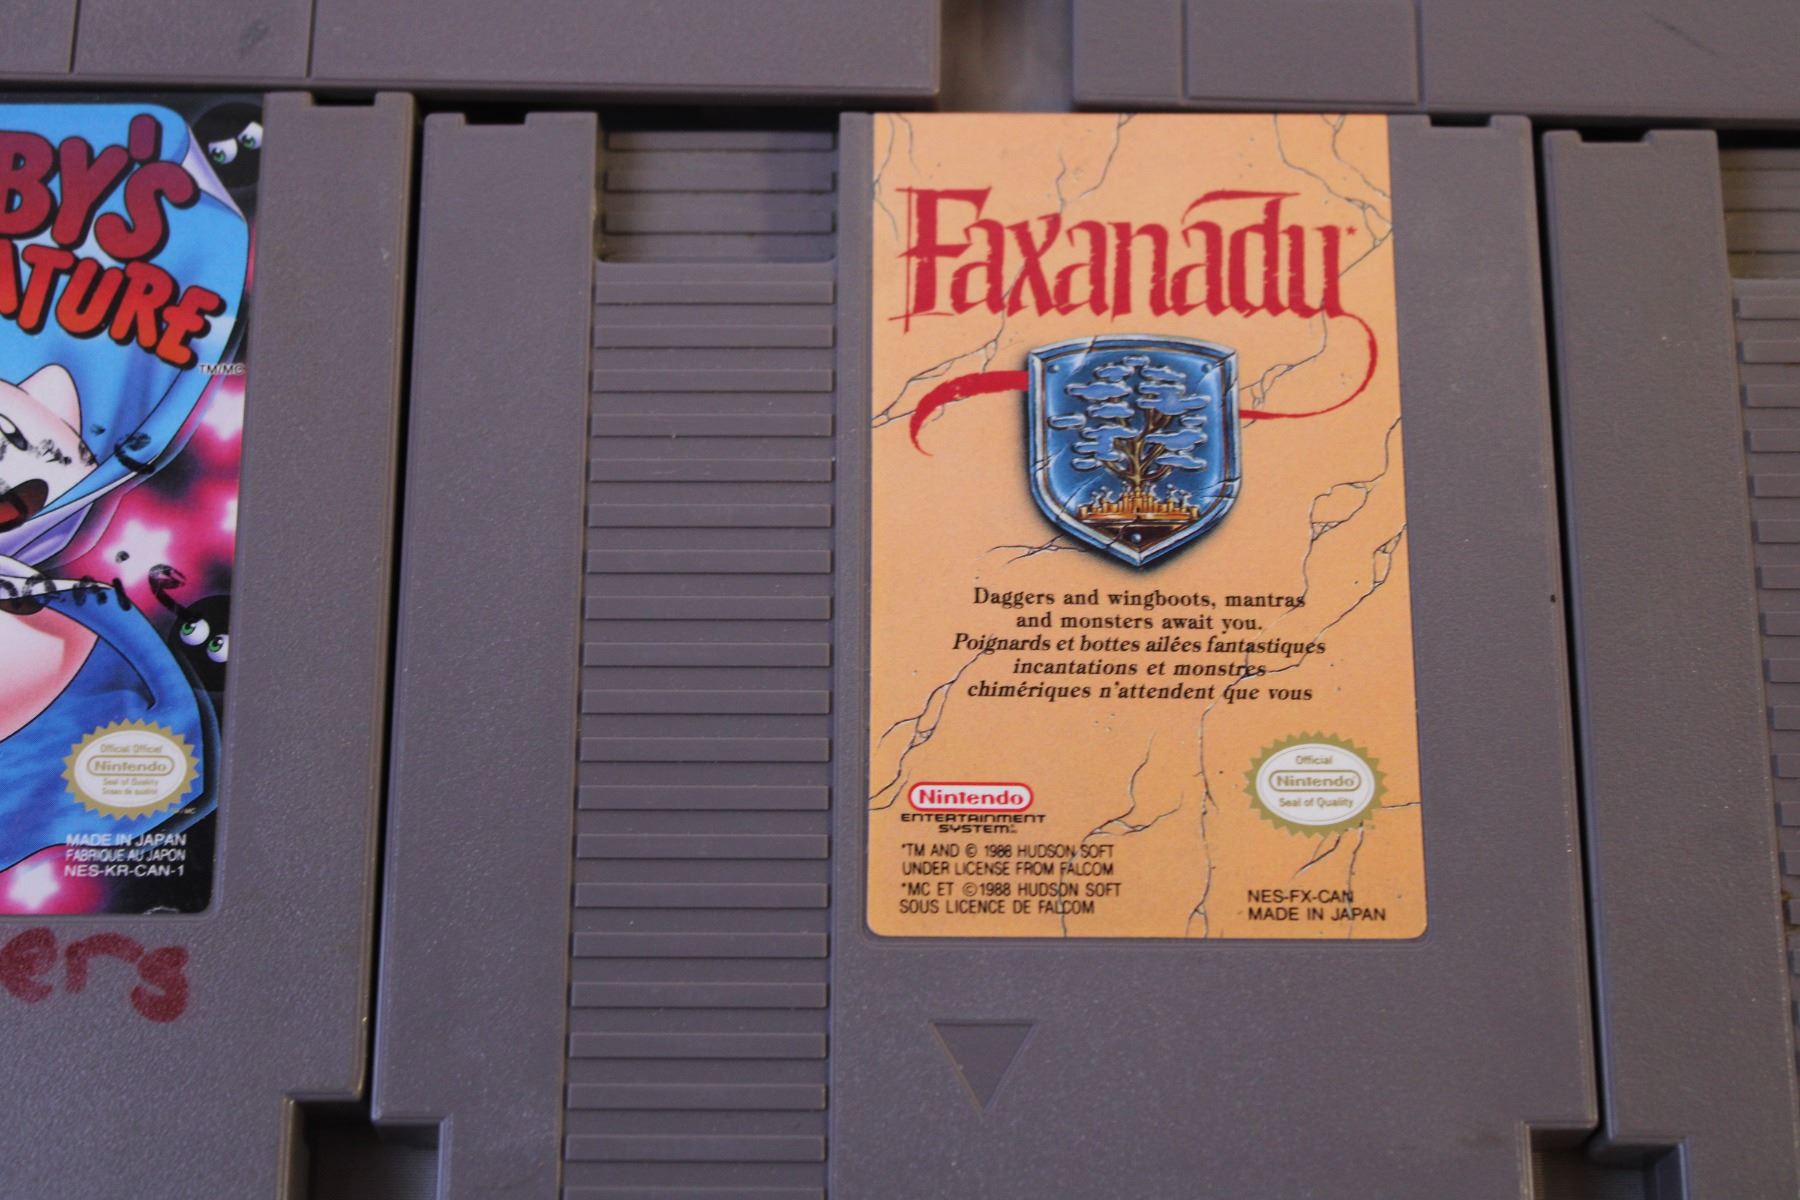 BY'S
ATURE
TM/MC
Official Officiel
Nintendo
Seal of Quality
MADE IN JAPAN
FABRIQUE AU JAPON
NES-KR-CAN-1
ers
Faxanadu*
Daggers and wingboots, mantras
and monsters await you.
Poignards et bottes ailées fantastiques
incantations et monstres
chimériques n'attendent que vous
Nintendo
ENTERTAINMENT
SYSTEM
*TM AND © 1988 HUDSON SOFT
UNDER LICENSE FROM FALCOM
*MC ET ©1988 HUDSON SOFT
SOUS LICENCE DE FALCOM
Official
Nintendo
Seal of Quality
NES-FX-CAN
MADE IN JAPAN